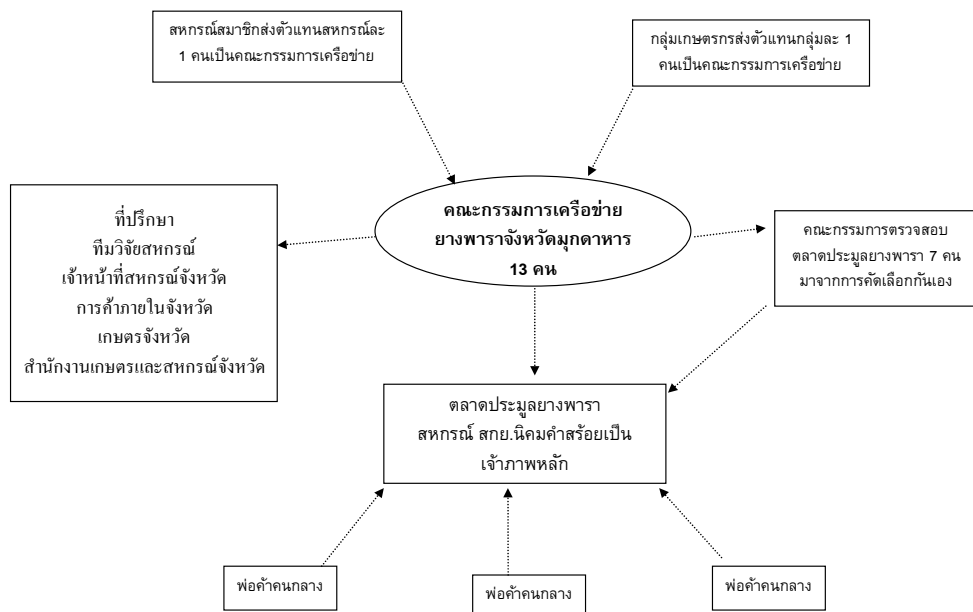 สหกรณ์สมาชิกส่งตัวแทนสหกรณ์ละ
1 คนเป็นคณะกรรมการเครือข่าย
กลุ่มเกษตรกรส่งตัวแทนกลุ่มละ 1
คนเป็นคณะกรรมการเครือข่าย
คณะกรรมการเครือข่าย
ยางพาราจังหวัดมุกดาหาร
13 คน
ที่ปรึกษา
ทีมวิจัยสหกรณ์
เจ้าหน้าที่สหกรณ์จังหวัด
การค้าภายในจังหวัด
เกษตรจังหวัด
สำนักงานเกษตรและสหกรณ์จังหวัด
คณะกรรมการตรวจสอบ
ตลาดประมูลยางพารา 7 คน
มาจากการคัดเลือกกันเอง
ตลาดประมูลยางพารา
สหกรณ์ สกย.นิคมคำสร้อยเป็น
เจ้าภาพหลัก
พ่อค้าคนกลาง
พ่อค้าคนกลาง
พ่อค้าคนกลาง